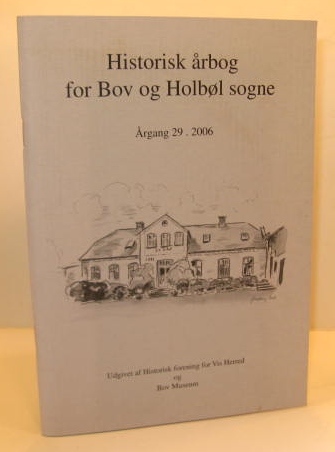 Historisk årbog
for Bov og Holbøl sogne
Årgang 29 . 2006
Udgivet af Historisk forening for Vis Herred
og
Bov Museum